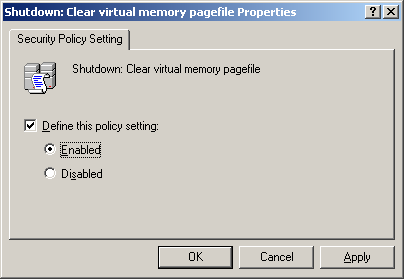 Shutdown: Clear virtual memory pagefile Properties
Security Policy Setting
Shutdown: Clear virtual memory pagefile
Define this policy setting:
Enabled
Disabled
OK Cancel Apply